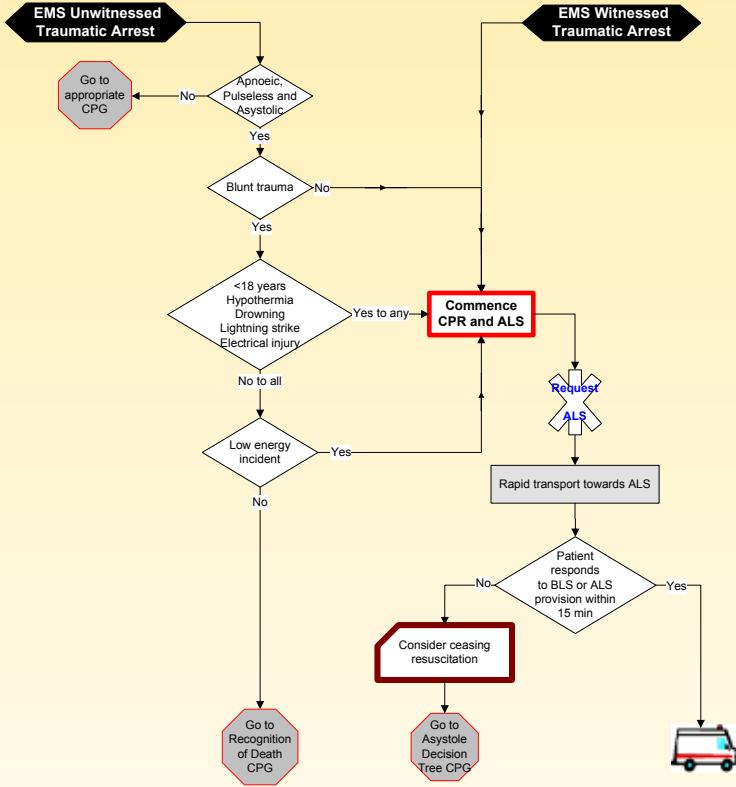 EMS Unwitnessed
Traumatic Arrest
EMS Witnessed
Traumatic Arrest
Go to
appropriate
CPG
No
Apnoeic,
Pulseless and
Asystolic
Yes
Blunt trauma
No
Yes
<18 years
Hypothermia
Drowning
Lightning strike
Electrical injury
Yes to any
Commence
CPR and ALS
No to all
Request
ALS
Low energy
incident
Yes
Rapid transport towards ALS
No
Patient
responds
to BLS or ALS
provision within
15 min
No
Yes
Consider ceasing
resuscitation
Go to
Recognition
of Death
CPG
Go to
Asystole
Decision
Tree CPG